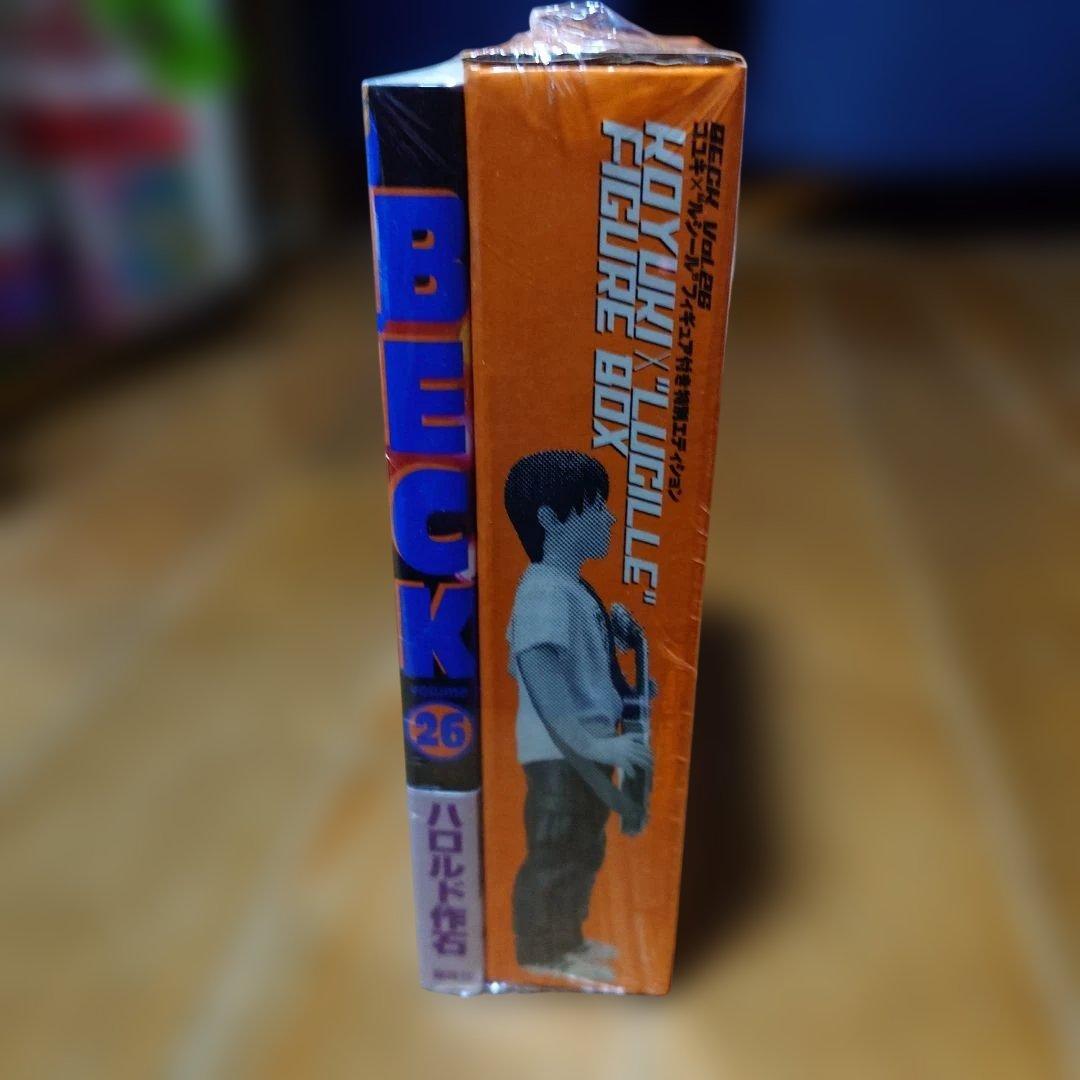 BECK
volume
26
ハロルド作石
BECK Vol.26
コユキ×"ルシール"フィギュア付き特装エディション
KOYUKI×"LUCILLE"
FIGURE BOX